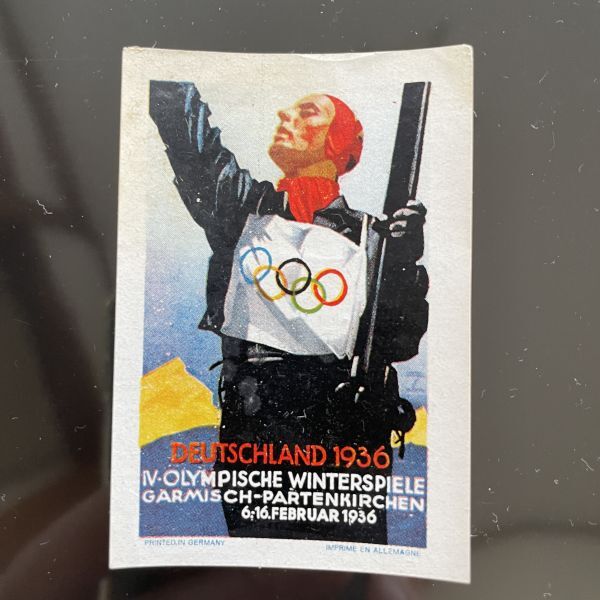 DEUTSCHLAND 1936
IV·OLYMPISCHE WINTERSPIELE
GARMISCH-PARTENKIRCHEN
6:-16. FEBRUAR 1936
PRINTED IN GERMANY
IMPRIMÉ EN ALLEMAGNE